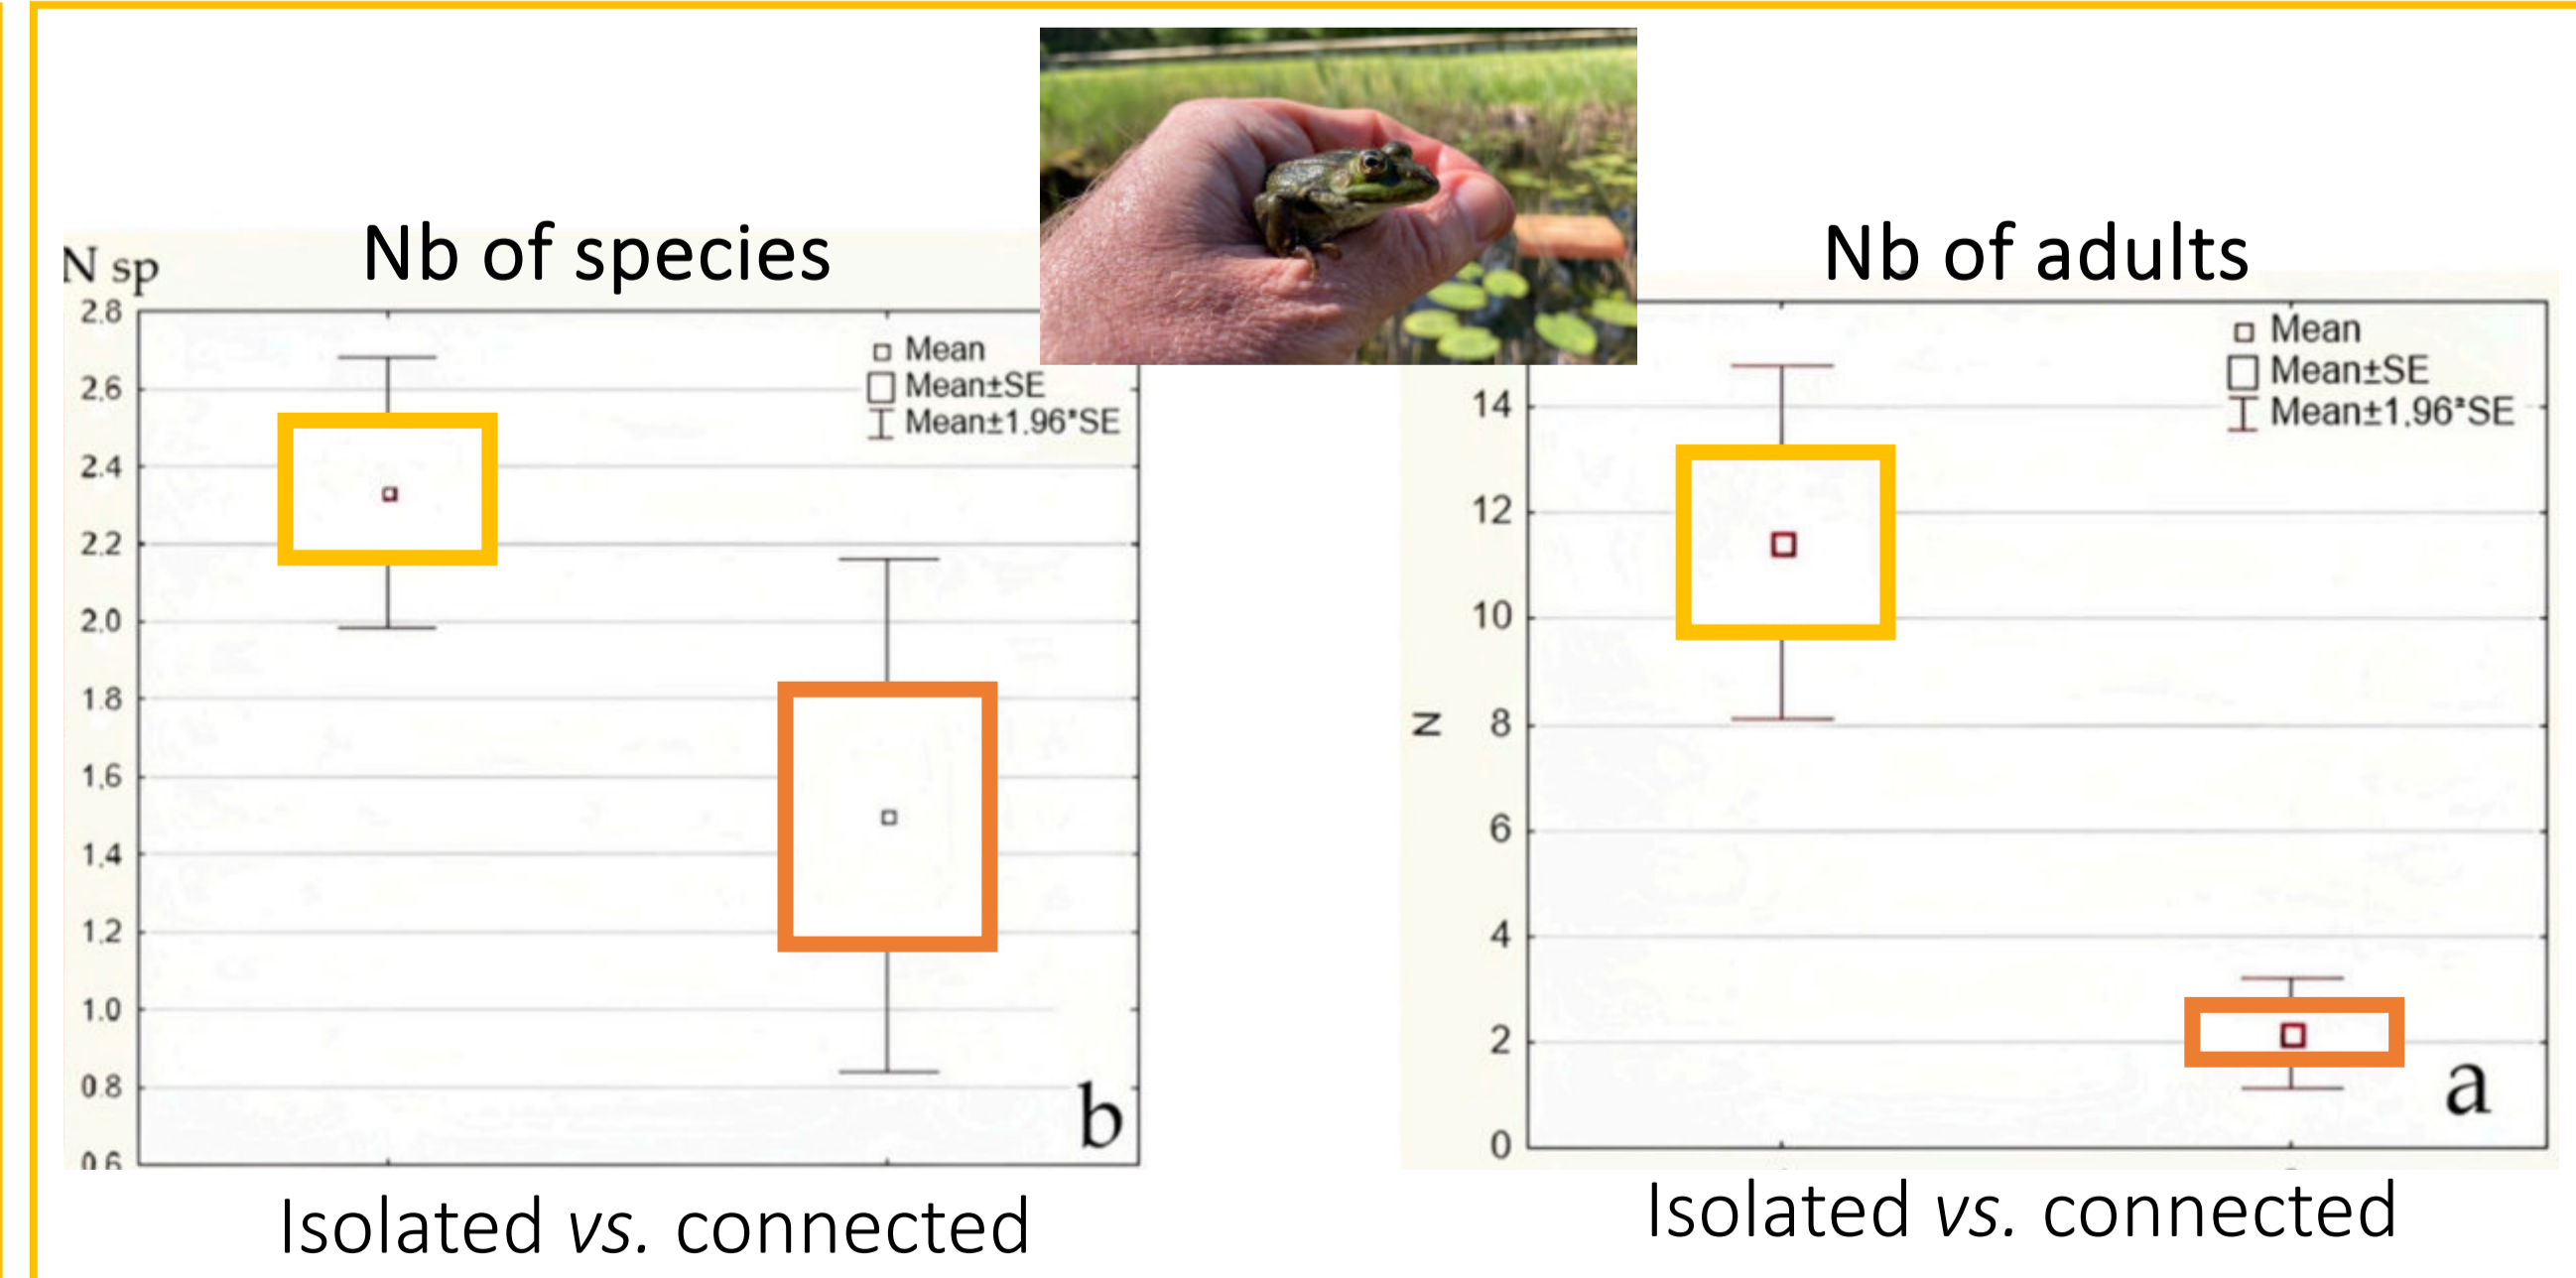 Nb of species
N sp
2.8
2.6
2.4
2.2
2.0
1.8
1.6
1.4
1.2
1.0
0.8
0.6
□ Mean
□ Mean±SE
Mean±1.96*SE
b
Isolated vs. connected
Nb of adults
N
14
12
10
8
6
4
2
0
□ Mean
□ Mean±SE
Mean±1.96*SE
a
Isolated vs. connected